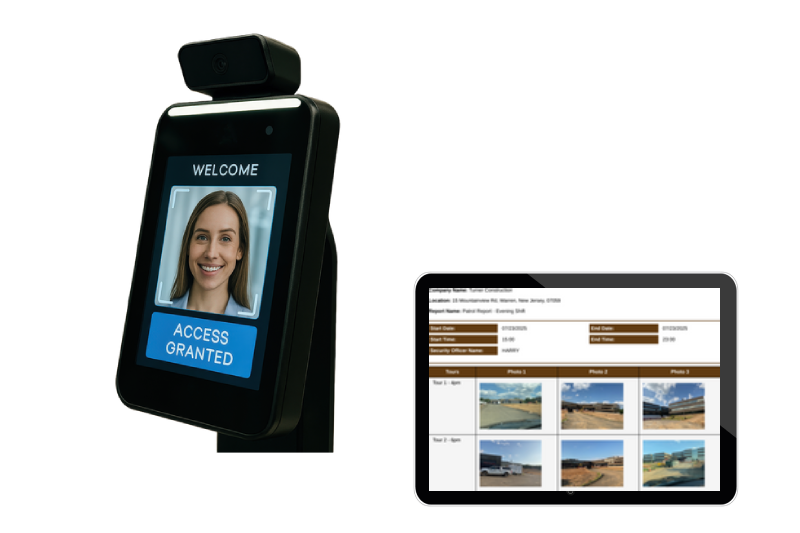 WELCOME
ACCESS
GRANTED
Company Name: Turner Construction
Location: 15 Mountainview Rd, Warren, New Jersey, 07059
Report Name: Patrol Report - Evening Shift
Start Date: 07/23/2025 End Date: 07/23/2025
Start Time: 15:00 End Time: 23:00
Security Officer Name:
Tours Photo 1 Photo 2 Photo 3
Tour 1 - 4pm
Tour 2 - 6pm